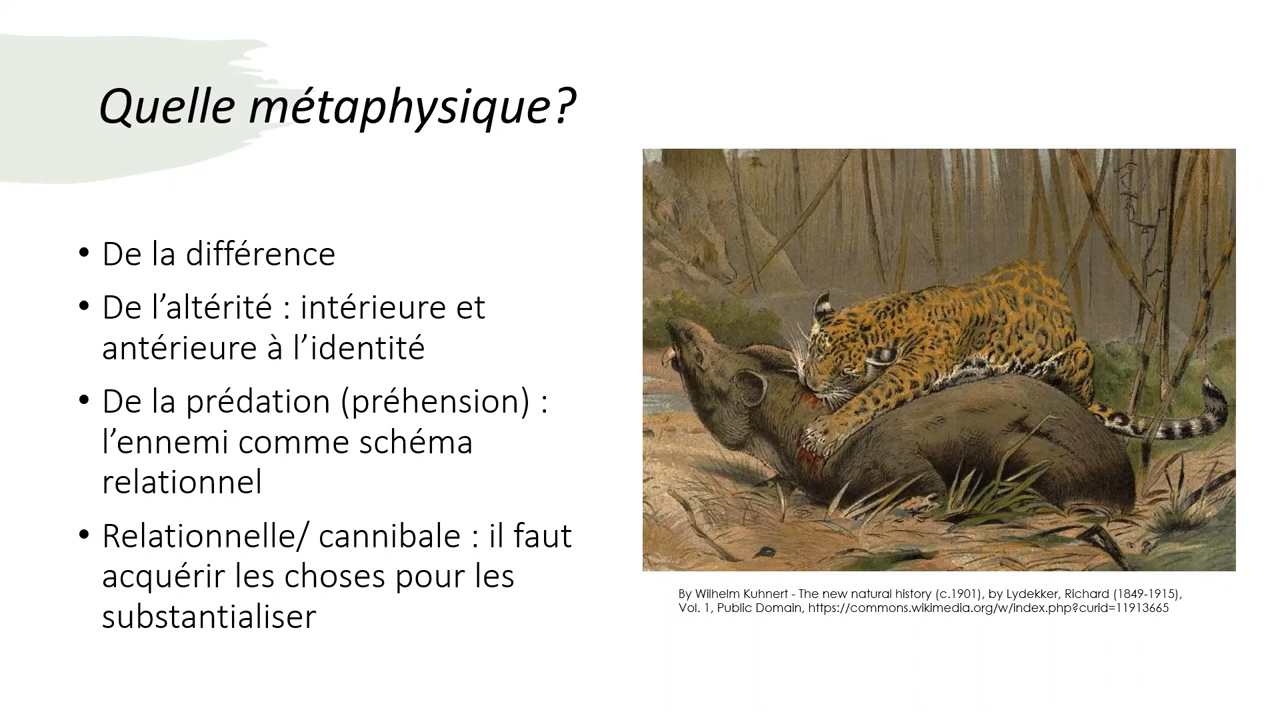 Quelle métaphysique?
• De la différence
• De l’altérité : intérieure et
antérieure à l’identité
• De la prédation (préhension) :
l’ennemi comme schéma
relationnel
• Relationnelle/ cannibale : il faut
acquérir les choses pour les
substantialiser
By Wilhelm Kuhnert - The new natural history (c.1901), by Lydekker, Richard (1849-1915),
Vol. 1, Public Domain, https://commons.wikimedia.org/w/index.php?curid=11913665